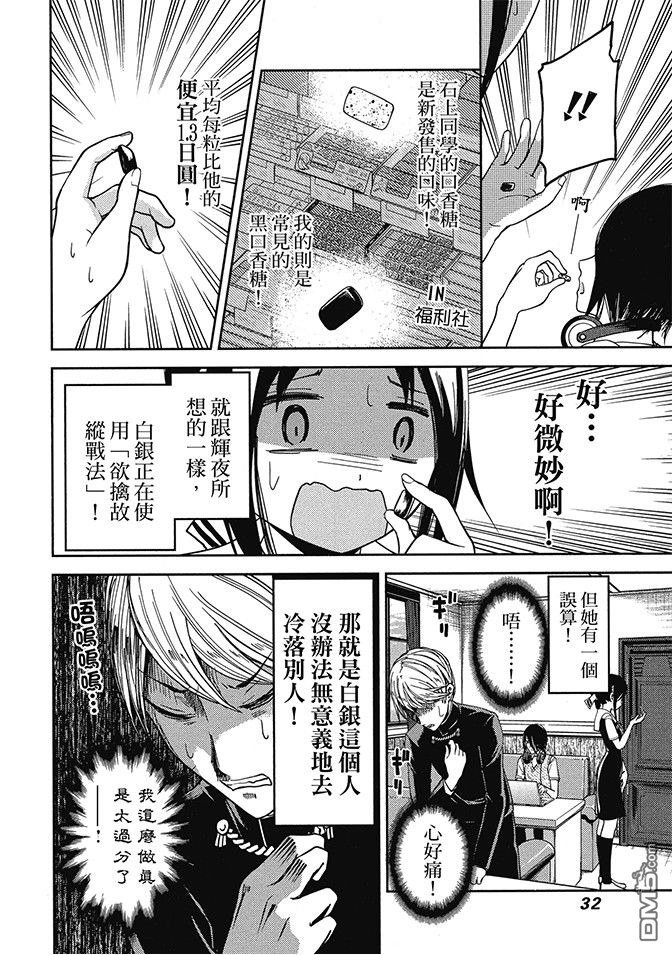 !!
啊
石上同學的口香糖
是新發售的口味！
我的則是
常見的
黑口香糖！
IN
福利社
平均每粒比他的
便宜1.3日圓！
好…
好微妙啊！
就跟輝夜所
想的一樣，
白銀正在使
用「欲擒故
縱戰法」！
但她有一個
誤算！
唔……！
ギ
ギ
心好痛！
那就是白銀這個人
沒辦法無意義地去
冷落別人！
唔嗚嗚嗚…
我這麼做真
是太過分了
──！
32
DM5.com